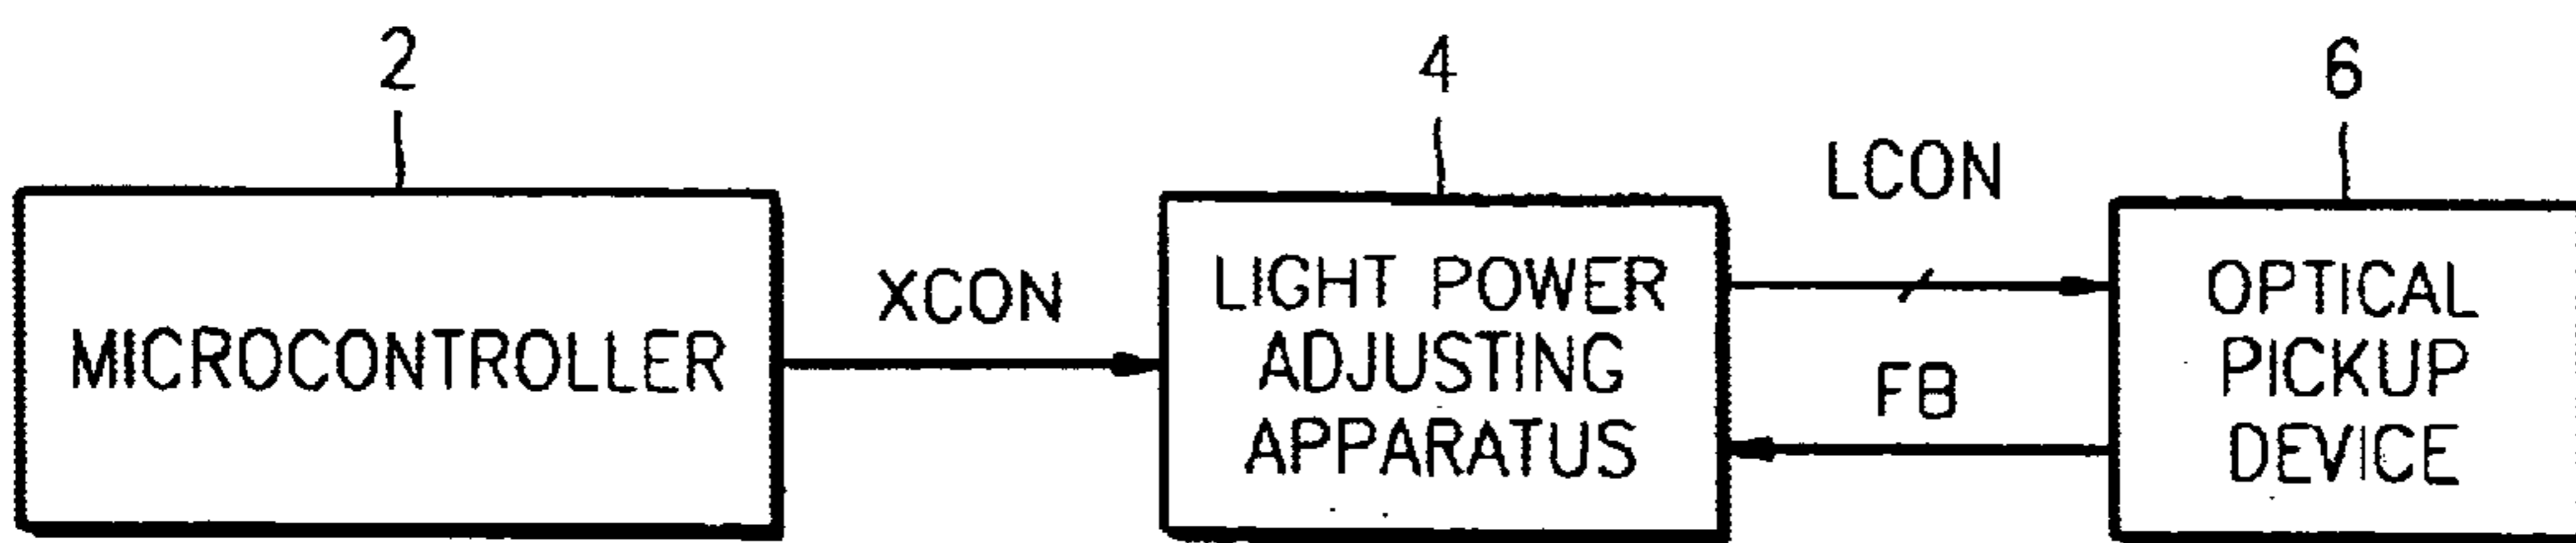 2
4
6
MICROCONTROLLER
XCON
LIGHT POWER
ADJUSTING
APPARATUS
LCON
FB
OPTICAL
PICKUP
DEVICE